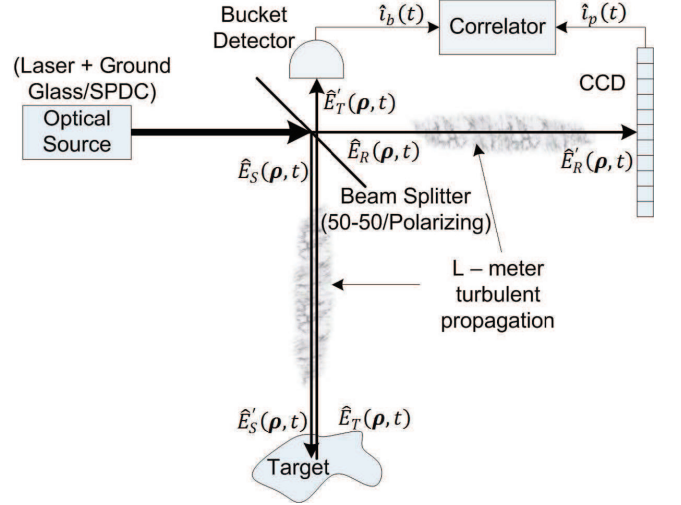 Bucket
Detector
î_b(t)
Correlator
î_p(t)
(Laser + Ground
Glass/SPDC)
CCD
Optical
Source
Ê′_T(ρ, t)
Ê_S(ρ, t)
Ê_R(ρ, t)
Ê′_R(ρ, t)
Beam Splitter
(50-50/Polarizing)
L – meter
turbulent
propagation
Ê′_S(ρ, t)
Ê_T(ρ, t)
Target